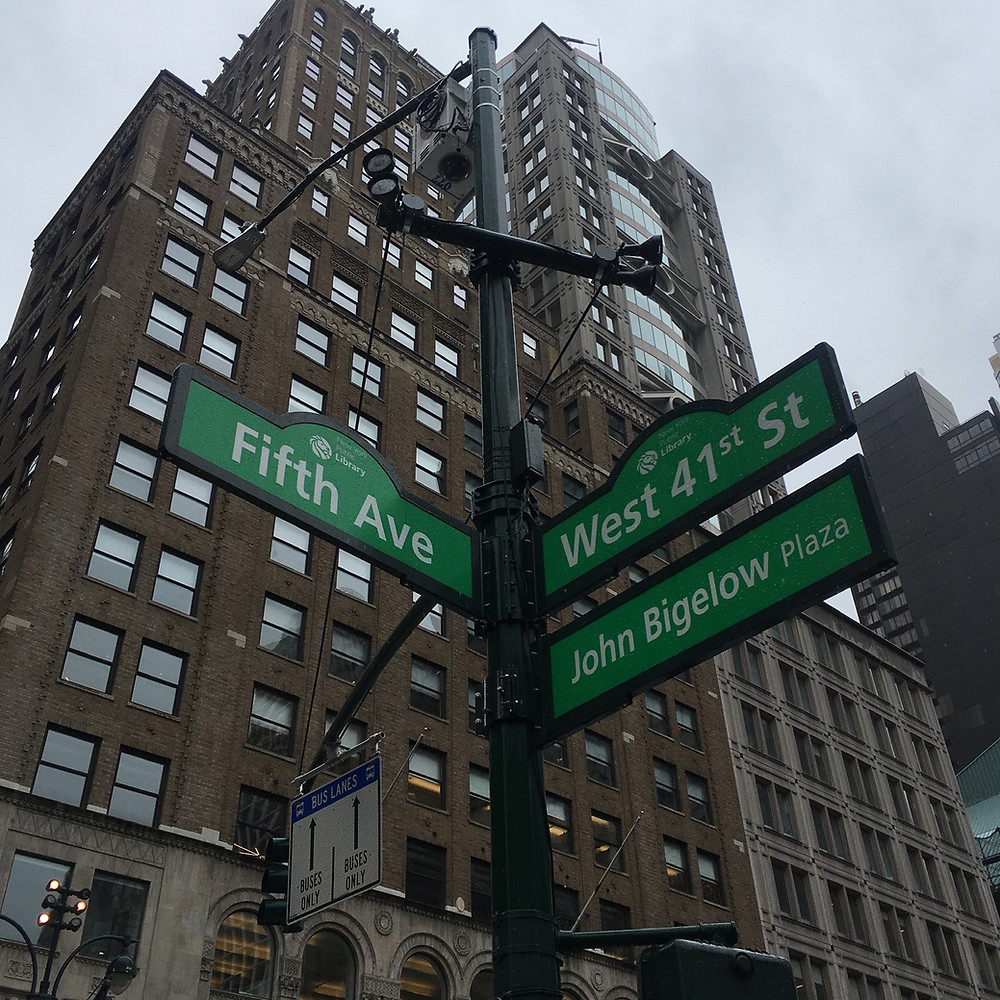 New York
Public
Library
Fifth Ave
New York
Public
Library
West 41st St
John Bigelow Plaza
BUS LANES
BUSES
ONLY
BUSES
ONLY